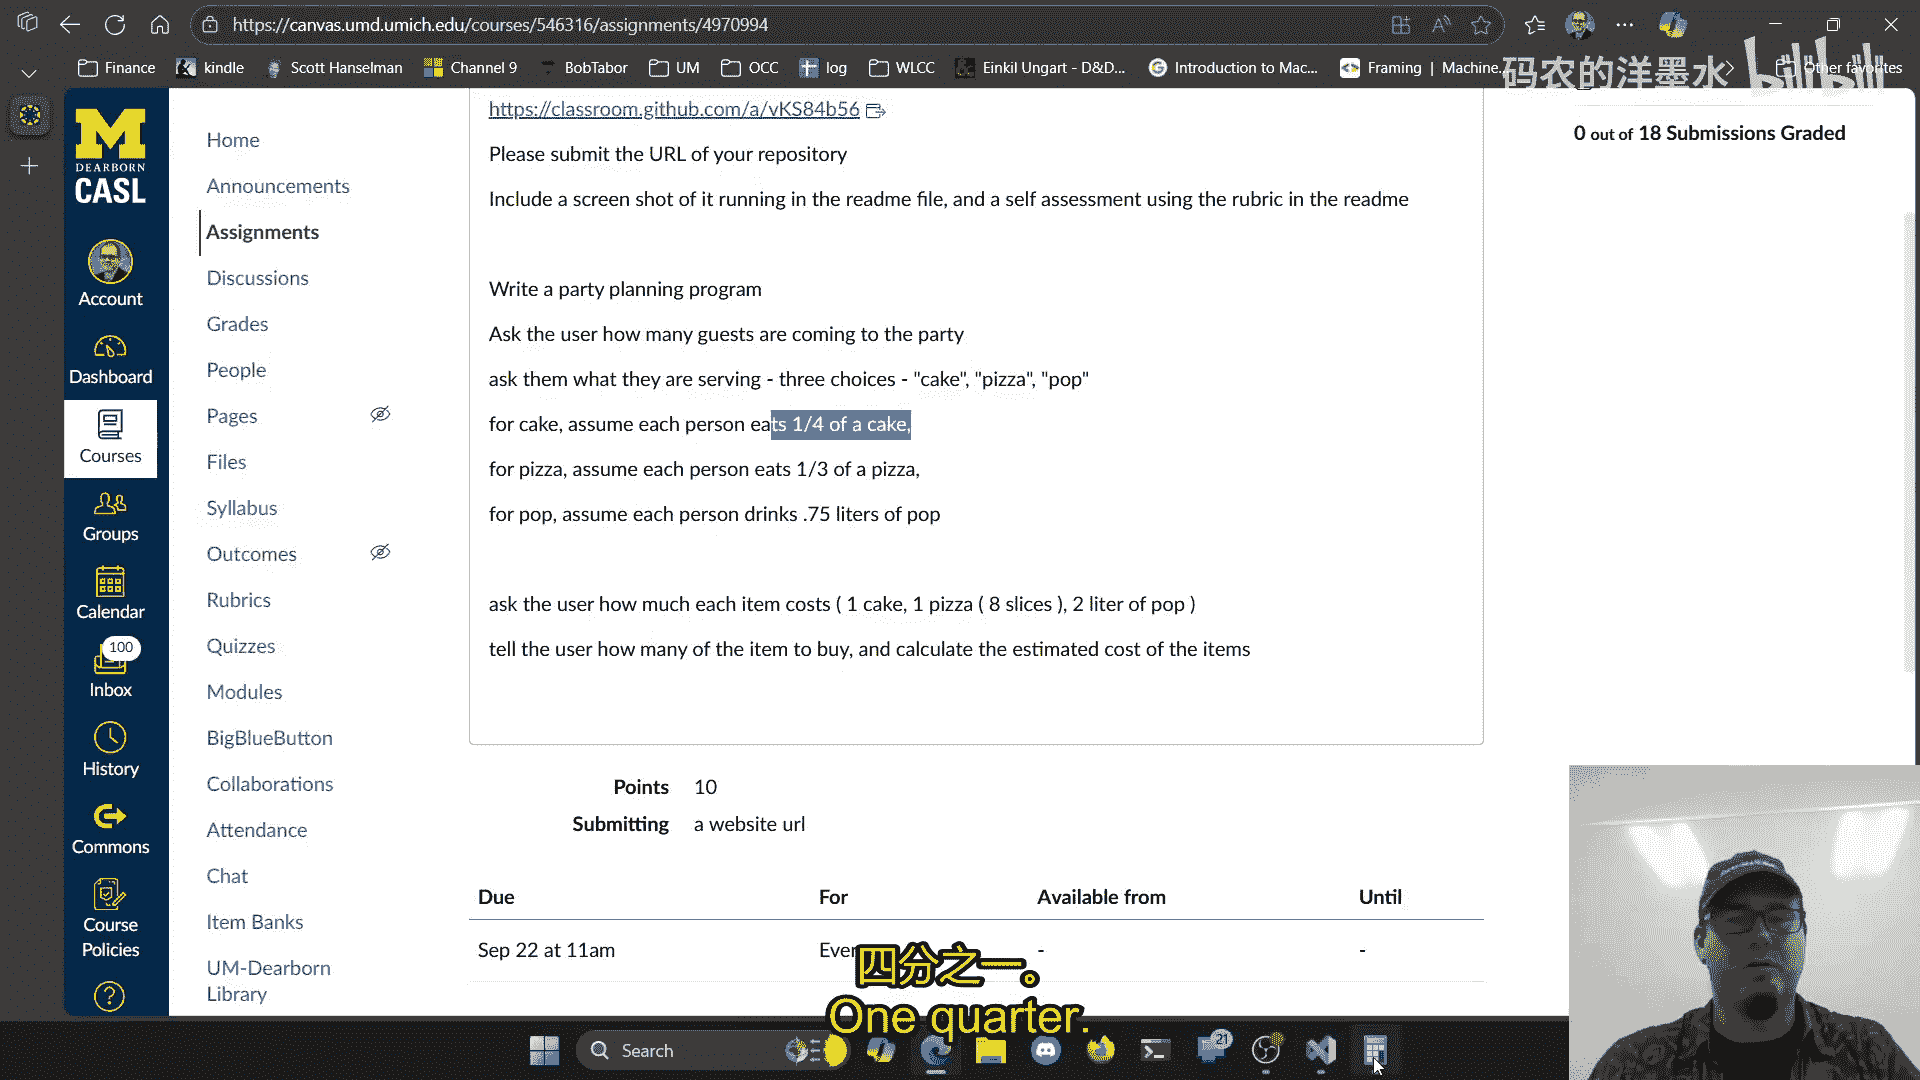 https://canvas.umd.umich.edu/courses/546316/assignments/4970994
Finance
kindle
Scott Hanselman
Channel 9
BobTabor
UM
OCC
log
WLCC
Einkil Ungart - D&D...
Introduction to Mac...
Framing | Machine...
Other favorites
码农的洋墨水
bilibili
M
DEARBORN
CASL
Account
Dashboard
Courses
Groups
Calendar
100
Inbox
History
Commons
Course
Policies
Home
Announcements
Assignments
Discussions
Grades
People
Pages
Files
Syllabus
Outcomes
Rubrics
Quizzes
Modules
BigBlueButton
Collaborations
Attendance
Chat
Item Banks
UM-Dearborn
Library
https://classroom.github.com/a/vKS84b56
Please submit the URL of your repository
Include a screen shot of it running in the readme file, and a self assessment using the rubric in the readme
Write a party planning program
Ask the user how many guests are coming to the party
ask them what they are serving - three choices - "cake", "pizza", "pop"
for cake, assume each person eats 1/4 of a cake,
for pizza, assume each person eats 1/3 of a pizza,
for pop, assume each person drinks .75 liters of pop
ask the user how much each item costs ( 1 cake, 1 pizza ( 8 slices ), 2 liter of pop )
tell the user how many of the item to buy, and calculate the estimated cost of the items
Points 10
Submitting a website url
Due For Available from Until
Sep 22 at 11am Ever - -
0 out of 18 Submissions Graded
四分之一。
One quarter.
Search
21